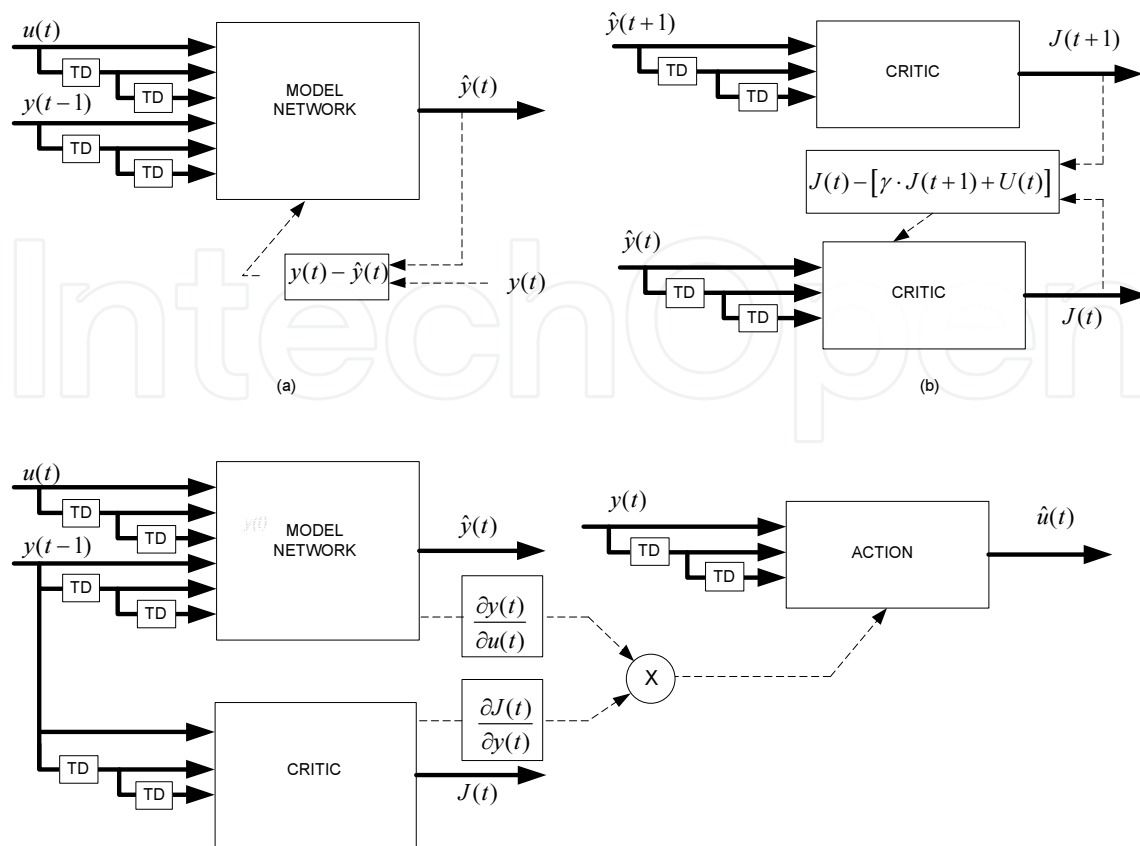 u(t)
TD
TD
y(t−1)
TD
TD
MODEL
NETWORK
ŷ(t)
y(t) − ŷ(t)
y(t)
(a)
ŷ(t+1)
TD
TD
CRITIC
J(t+1)
J(t) − [γ · J(t+1) + U(t)]
ŷ(t)
TD
TD
CRITIC
J(t)
(b)
IntechOpen
u(t)
TD
TD
y(t−1)
TD
TD
y(t)
MODEL
NETWORK
ŷ(t)
∂y(t)
∂u(t)
X
∂J(t)
∂y(t)
TD
TD
CRITIC
J(t)
y(t)
TD
TD
ACTION
û(t)